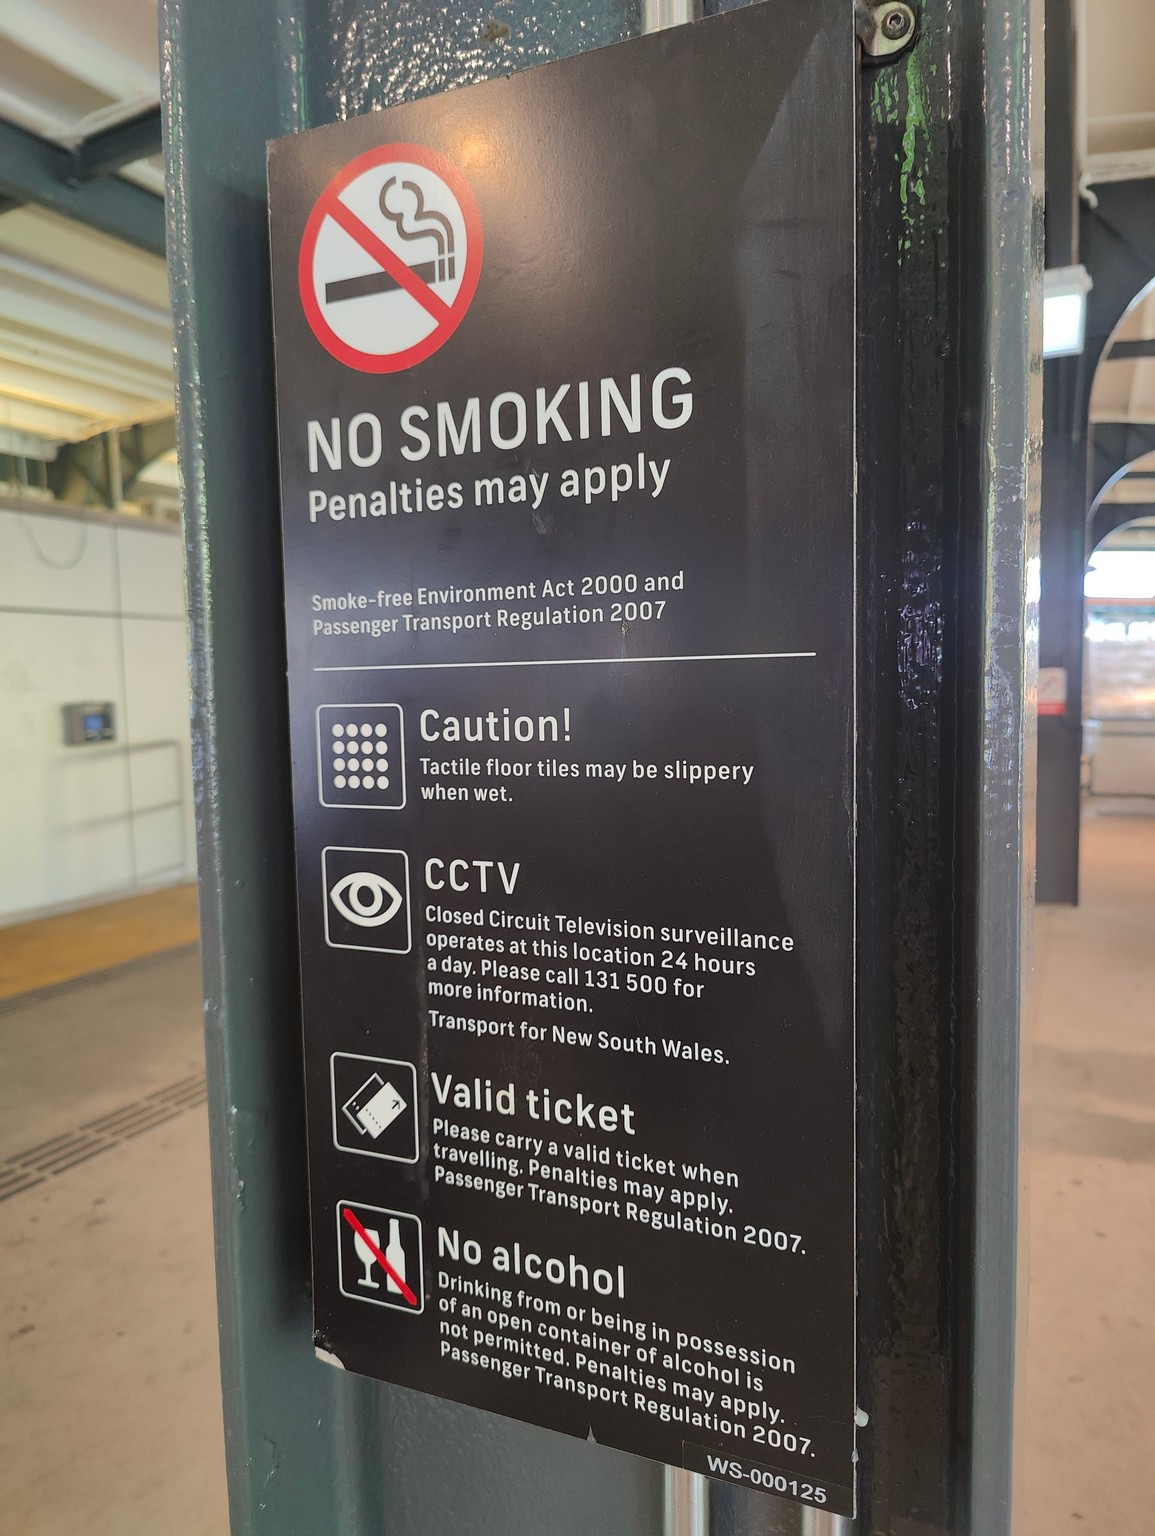 NO SMOKING
Penalties may apply
Smoke-free Environment Act 2000 and
Passenger Transport Regulation 2007
Caution!
Tactile floor tiles may be slippery
when wet.
CCTV
Closed Circuit Television surveillance
operates at this location 24 hours
a day. Please call 131 500 for
more information.
Transport for New South Wales.
Valid ticket
Please carry a valid ticket when
travelling. Penalties may apply.
Passenger Transport Regulation 2007.
No alcohol
Drinking from or being in possession
of an open container of alcohol is
not permitted. Penalties may apply.
Passenger Transport Regulation 2007.
WS-000125